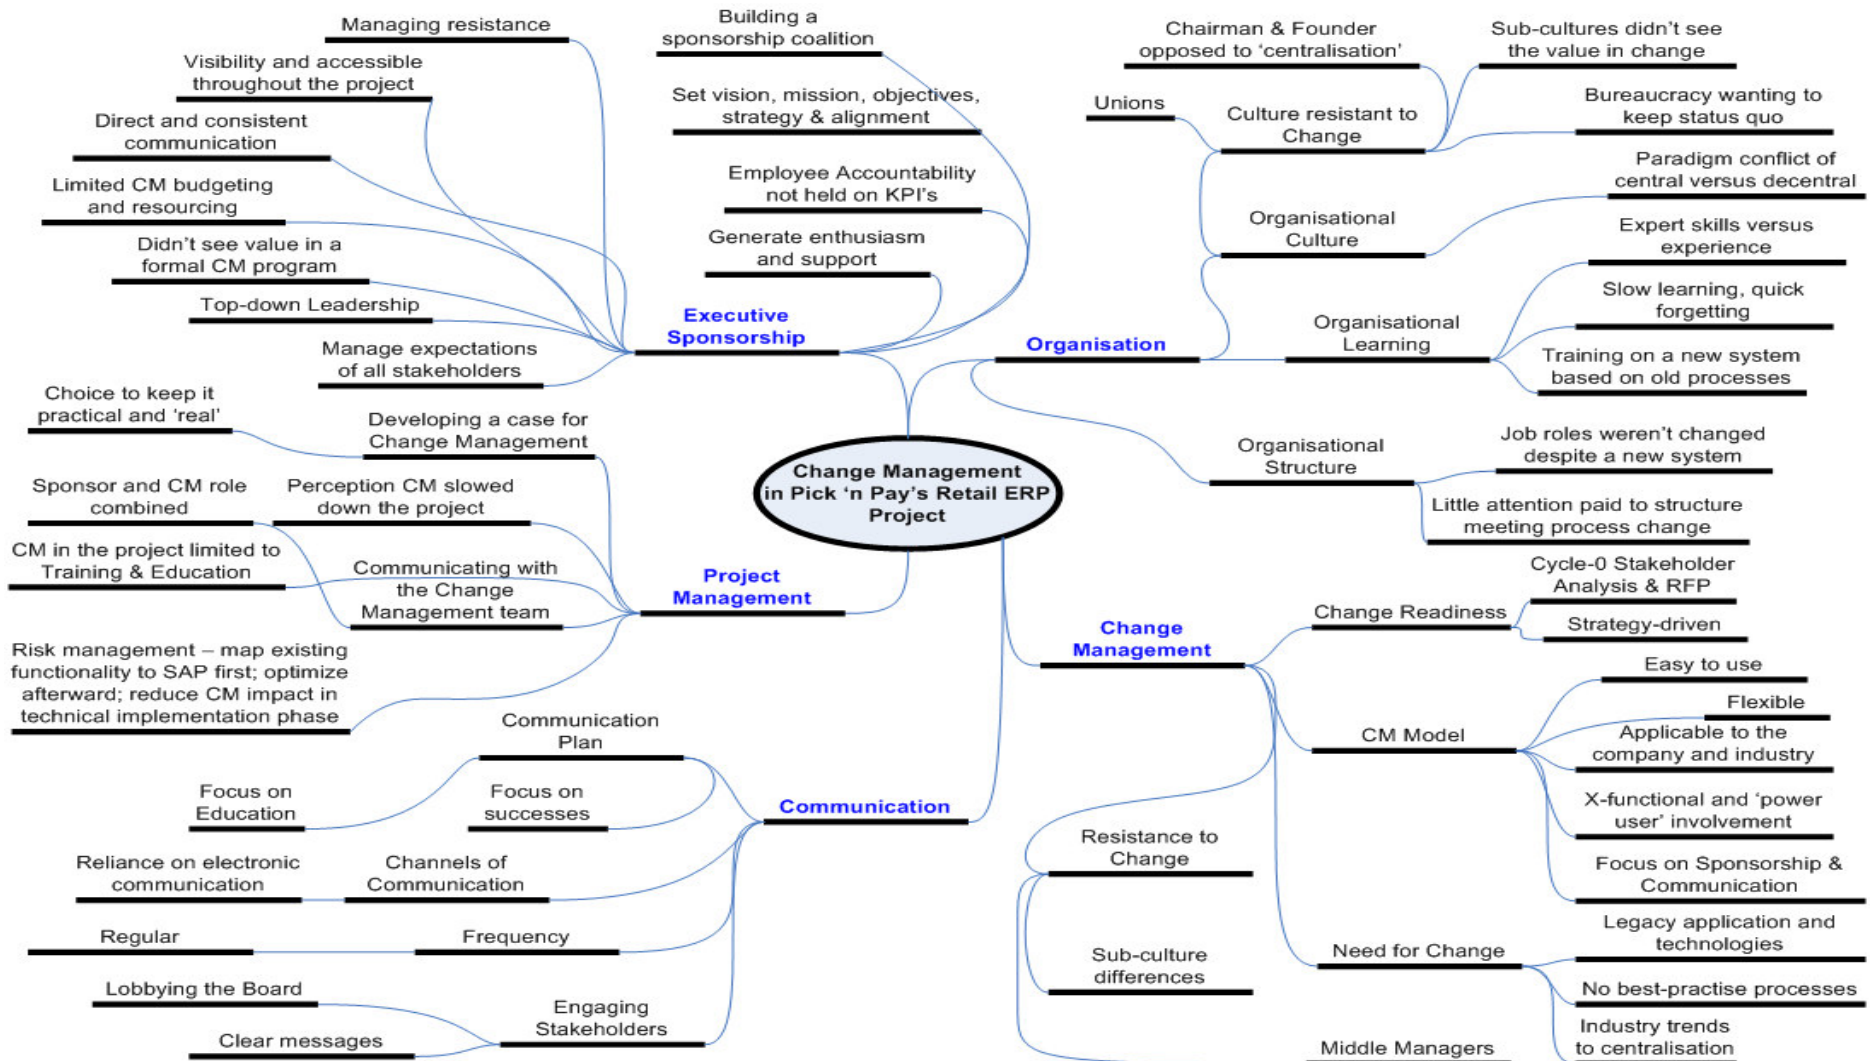 Managing resistance
Visibility and accessible
throughout the project
Direct and consistent
communication
Limited CM budgeting
and resourcing
Didn't see value in a
formal CM program
Top-down Leadership
Manage expectations
of all stakeholders
Building a
sponsorship coalition
Set vision, mission, objectives,
strategy & alignment
Employee Accountability
not held on KPI's
Generate enthusiasm
and support
Executive
Sponsorship
Chairman & Founder
opposed to ‘centralisation’
Sub-cultures didn't see
the value in change
Unions
Culture resistant to
Change
Bureaucracy wanting to
keep status quo
Paradigm conflict of
central versus decentral
Organisational
Culture
Expert skills versus
experience
Slow learning, quick
forgetting
Organisational
Learning
Training on a new system
based on old processes
Organisation
Organisational
Structure
Job roles weren't changed
despite a new system
Little attention paid to structure
meeting process change
Change Management
in Pick ‘n Pay’s Retail ERP
Project
Choice to keep it
practical and ‘real’
Developing a case for
Change Management
Sponsor and CM role
combined
Perception CM slowed
down the project
CM in the project limited to
Training & Education
Communicating with
the Change
Management team
Project
Management
Risk management – map existing
functionality to SAP first; optimize
afterward; reduce CM impact in
technical implementation phase
Communication
Plan
Focus on
Education
Focus on
successes
Communication
Reliance on electronic
communication
Channels of
Communication
Regular
Frequency
Lobbying the Board
Engaging
Stakeholders
Clear messages
Change
Management
Change Readiness
Cycle-0 Stakeholder
Analysis & RFP
Strategy-driven
CM Model
Easy to use
Flexible
Applicable to the
company and industry
X-functional and ‘power
user’ involvement
Focus on Sponsorship &
Communication
Resistance to
Change
Sub-culture
differences
Middle Managers
Need for Change
Legacy application and
technologies
No best-practise processes
Industry trends
to centralisation